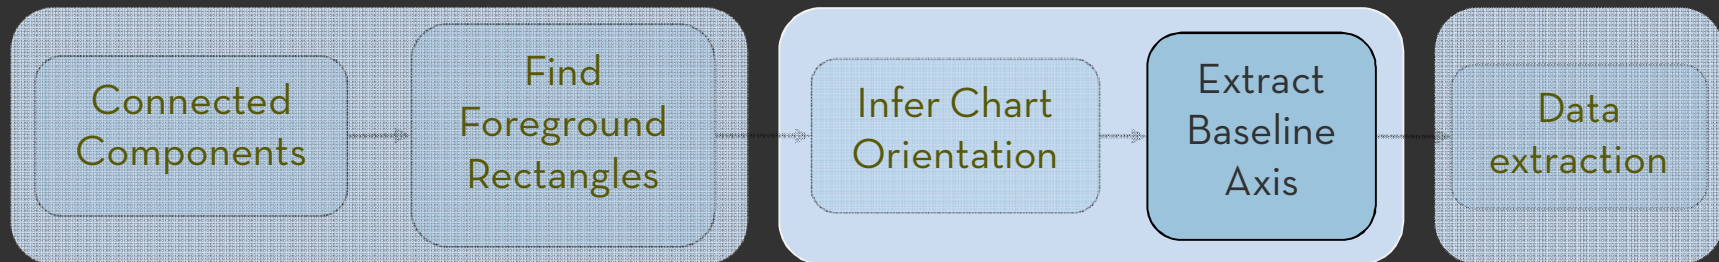 Connected
Components
Find
Foreground
Rectangles
Infer Chart
Orientation
Extract
Baseline
Axis
Data
extraction